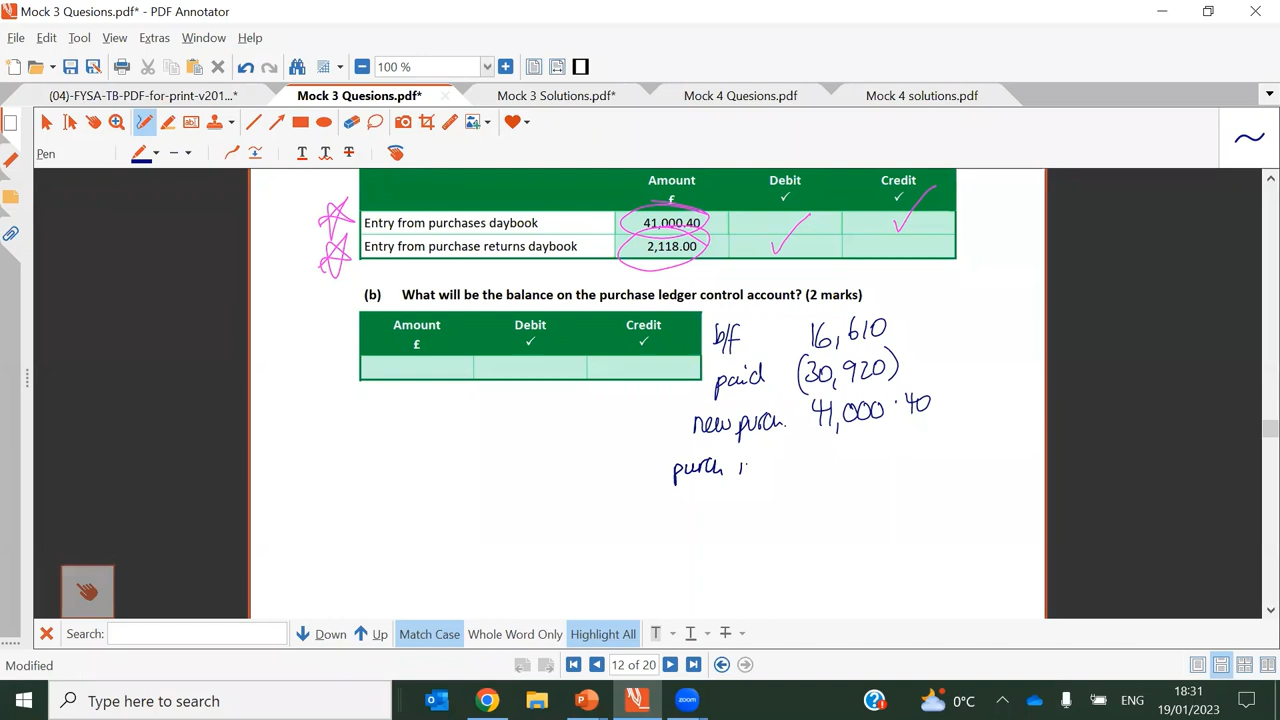 Mock 3 Quesions.pdf* - PDF Annotator
File Edit Tool View Extras Window Help
100 %
(04)-FYSA-TB-PDF-for-print-v201...* Mock 3 Quesions.pdf* Mock 3 Solutions.pdf* Mock 4 Quesions.pdf Mock 4 solutions.pdf
Pen
Amount Debit Credit
£ ✓ ✓
Entry from purchases daybook 41,000.40 ✓
Entry from purchase returns daybook 2,118.00 ✓
(b) What will be the balance on the purchase ledger control account? (2 marks)
Amount Debit Credit
£ ✓ ✓
b/f 16,610
paid (30,920)
new purch. 41,000.40
purch r
Search: Down Up Match Case Whole Word Only Highlight All
Modified 12 of 20
Type here to search zoom 0°C ENG 18:31
19/01/2023